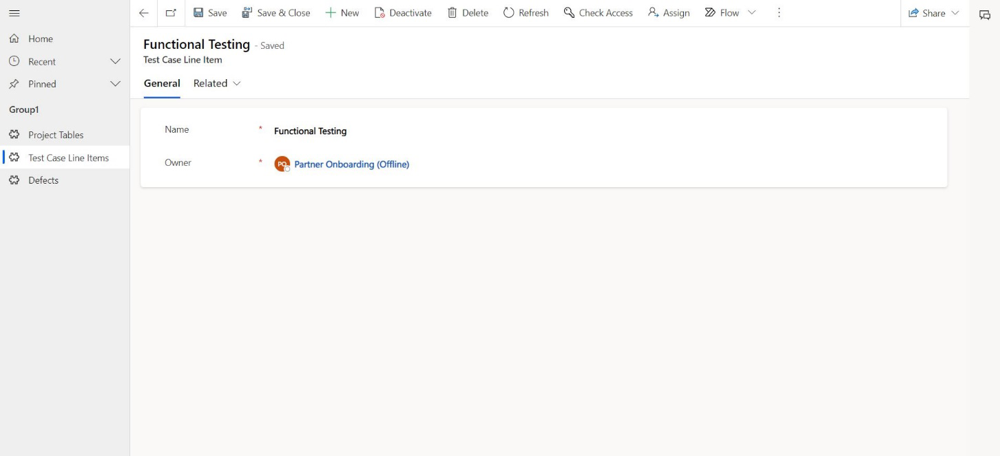 Save
Save & Close
New
Deactivate
Delete
Refresh
Check Access
Assign
Flow
Share
Home
Recent
Pinned
Group1
Project Tables
Test Case Line Items
Defects
Functional Testing - Saved
Test Case Line Item
General Related
Name * Functional Testing
Owner * PO Partner Onboarding (Offline)